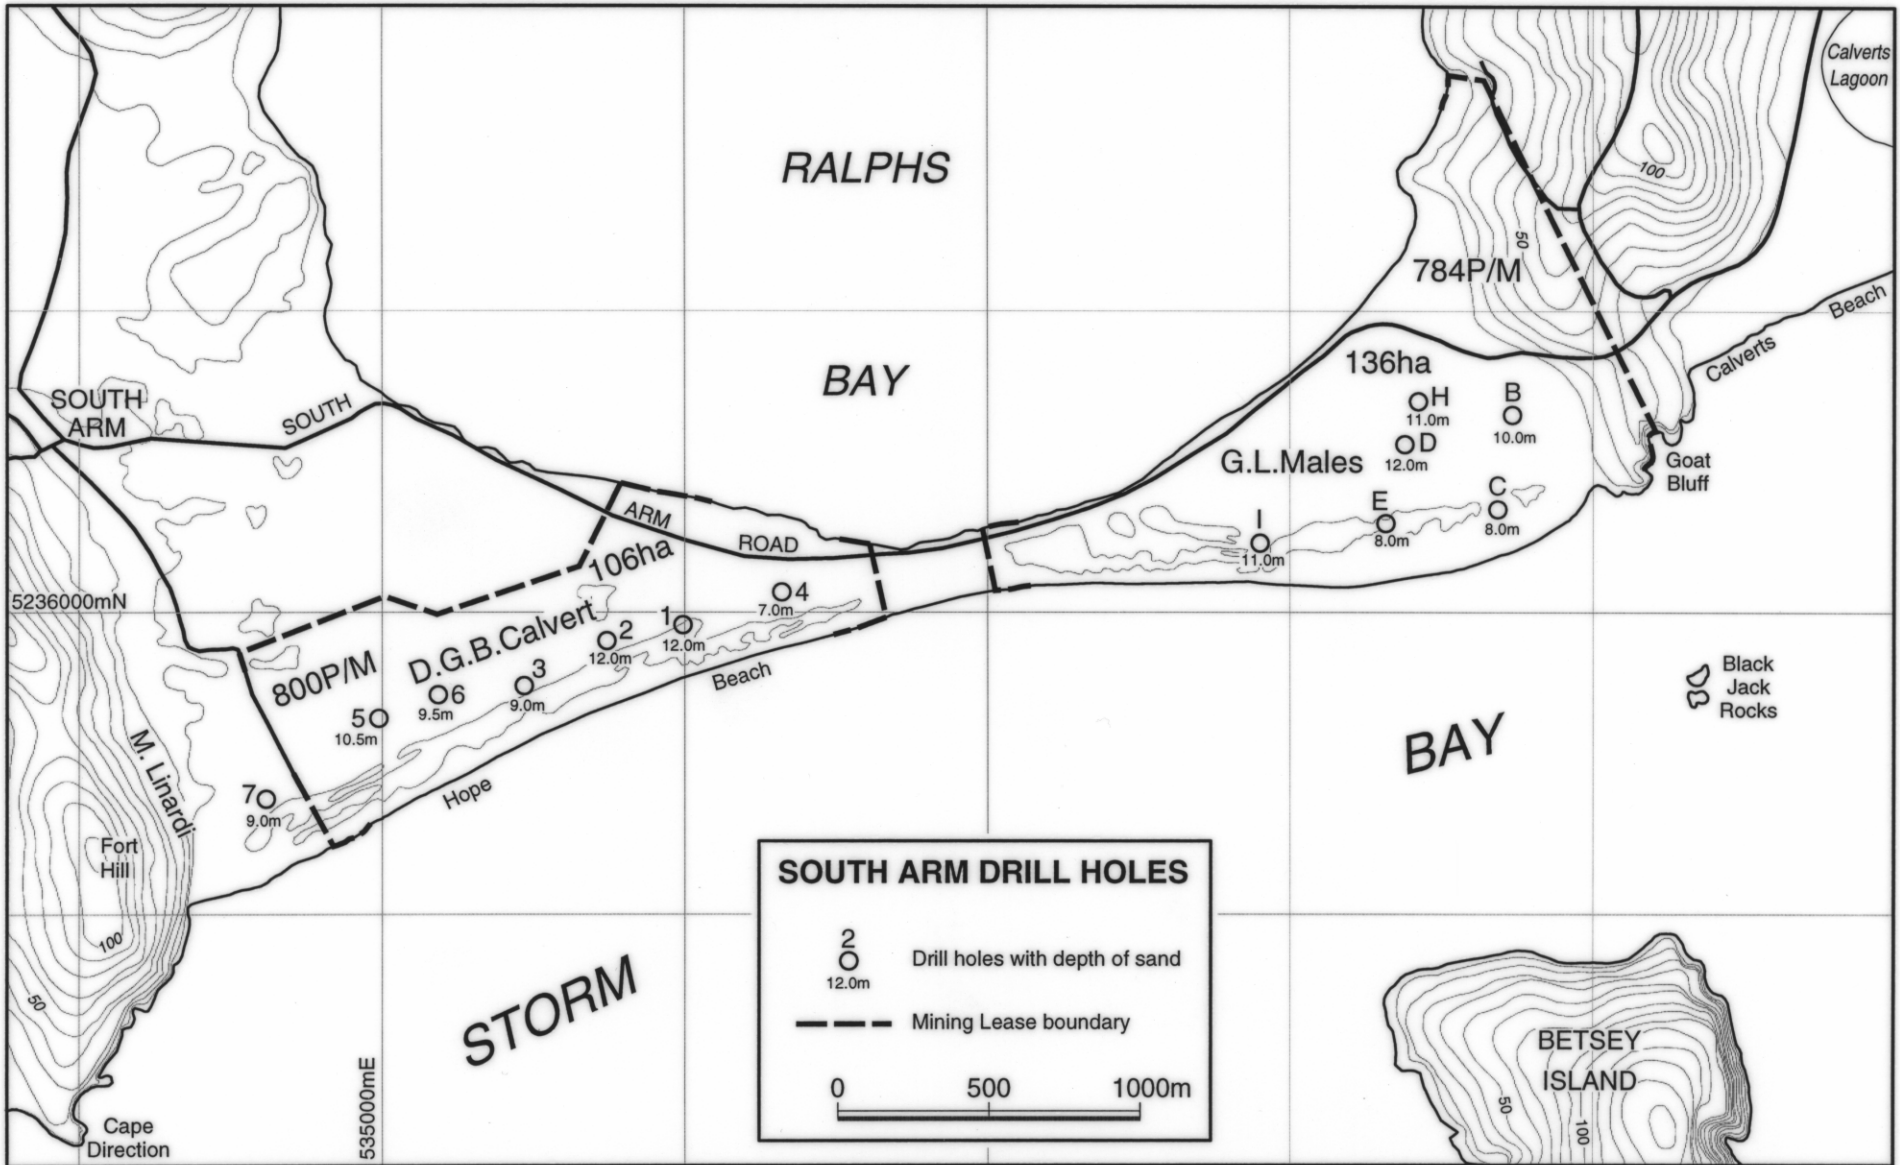 Calverts
Lagoon
RALPHS
100
50
784P/M
Beach
Calverts
136ha
BAY
SOUTH
ARM
SOUTH
H
11.0m
B
10.0m
D
12.0m
G.L.Males
Goat
Bluff
C
8.0m
E
8.0m
I
11.0m
ARM
ROAD
106ha
5236000mN
4
7.0m
1
12.0m
2
12.0m
D.G.B.Calvert
3
9.0m
800P/M
6
9.5m
5
10.5m
Beach
Black
Jack
Rocks
BAY
M. Linardi
7
9.0m
Hope
Fort
Hill
100
50
STORM
SOUTH ARM DRILL HOLES
2
12.0m
Drill holes with depth of sand
Mining Lease boundary
0 500 1000m
BETSEY
ISLAND
50
100
535000mE
Cape
Direction